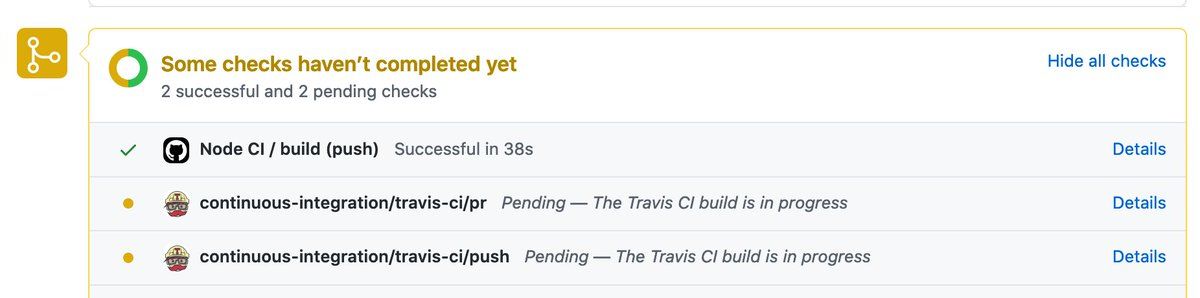 Some checks haven’t completed yet
Hide all checks
2 successful and 2 pending checks
Node CI / build (push) Successful in 38s Details
continuous-integration/travis-ci/pr Pending — The Travis CI build is in progress Details
continuous-integration/travis-ci/push Pending — The Travis CI build is in progress Details